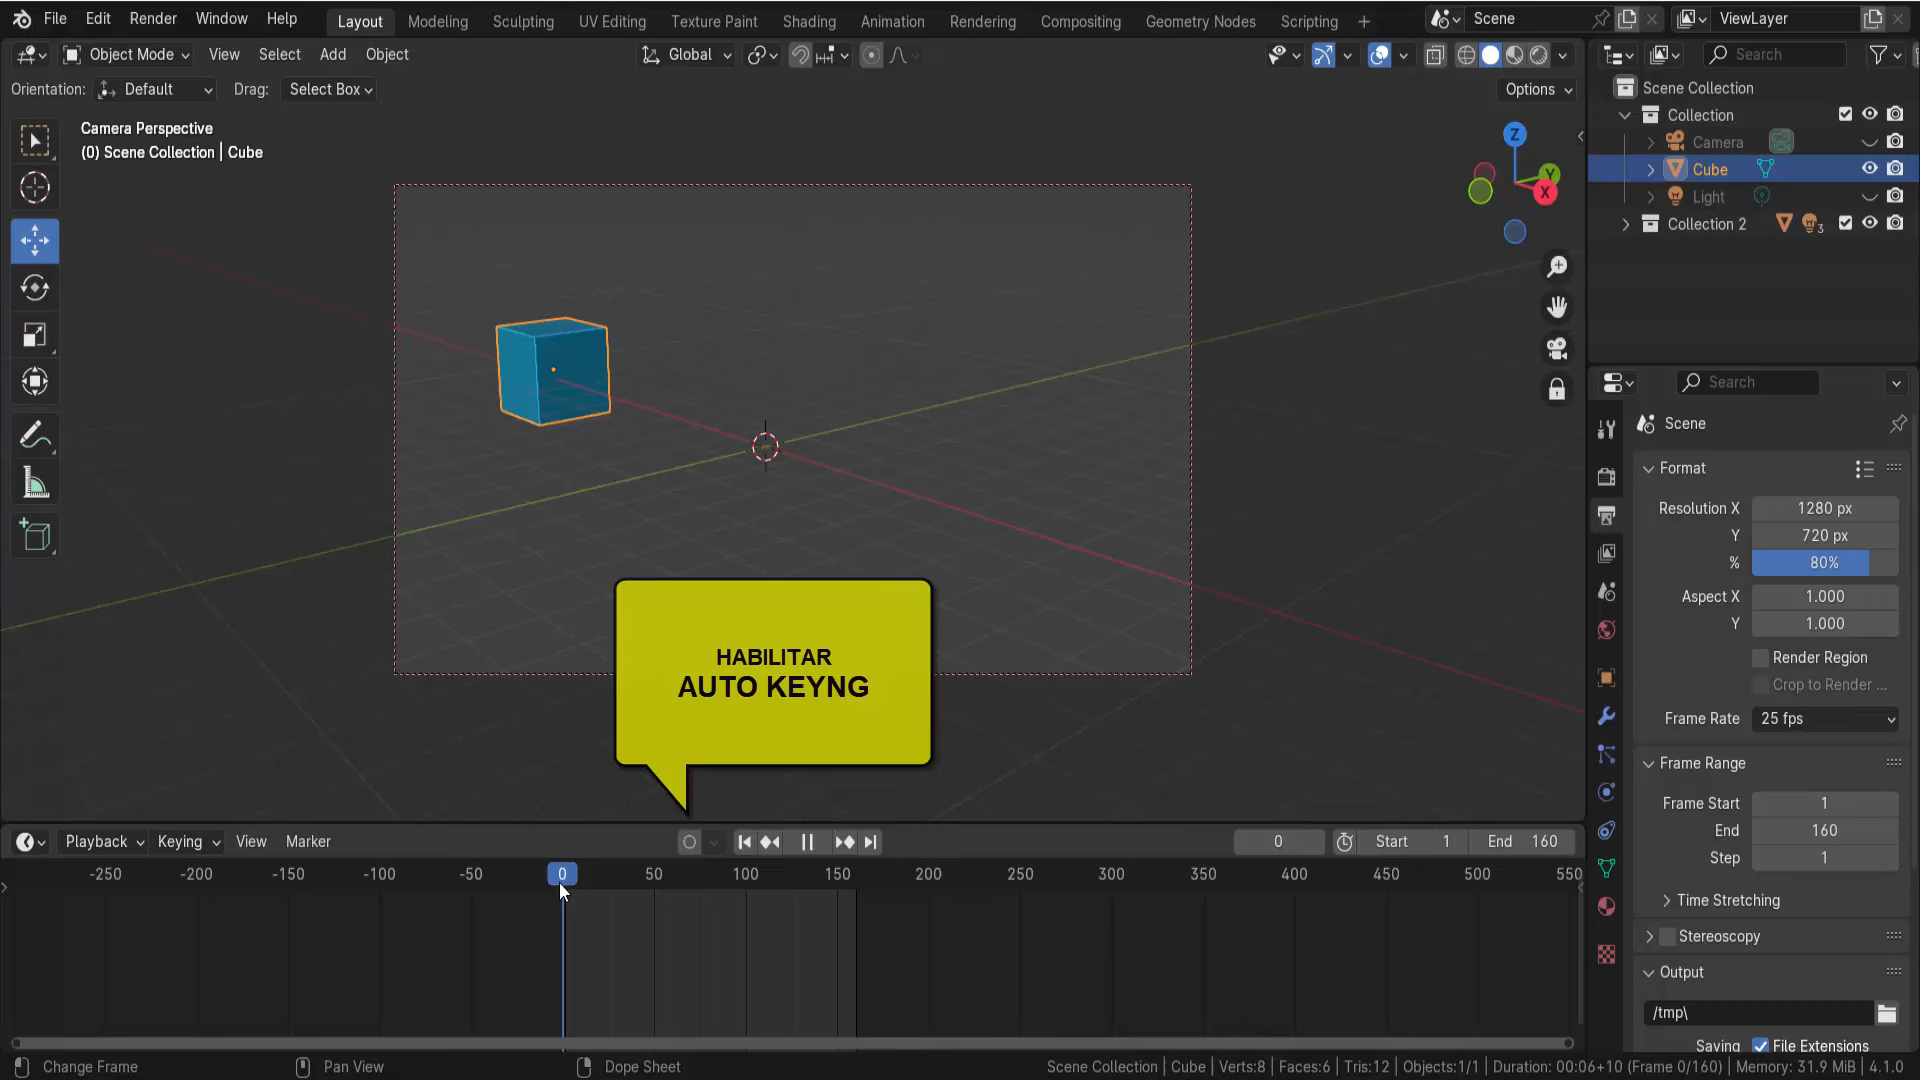 File Edit Render Window Help Layout Modeling Sculpting UV Editing Texture Paint Shading Animation Rendering Compositing Geometry Nodes Scripting + Scene ViewLayer
Object Mode View Select Add Object Global Search
Orientation: Default Drag: Select Box Options
Camera Perspective
(0) Scene Collection | Cube
Z
Y
X
Scene Collection
Collection
Camera
Cube
Light
Collection 2 3
Search
Scene
Format
Resolution X 1280 px
Y 720 px
% 80%
Aspect X 1.000
Y 1.000
Render Region
Crop to Render ...
Frame Rate 25 fps
Frame Range
Frame Start 1
End 160
Step 1
Time Stretching
Stereoscopy
Output
/tmp\
Saving File Extensions
HABILITAR
AUTO KEYNG
Playback Keying View Marker 0 Start 1 End 160
-250 -200 -150 -100 -50 0 50 100 150 200 250 300 350 400 450 500 550
Change Frame Pan View Dope Sheet Scene Collection | Cube | Verts:8 | Faces:6 | Tris:12 | Objects:1/1 | Duration: 00:06+10 (Frame 0/160) | Memory: 31.9 MiB | 4.1.0